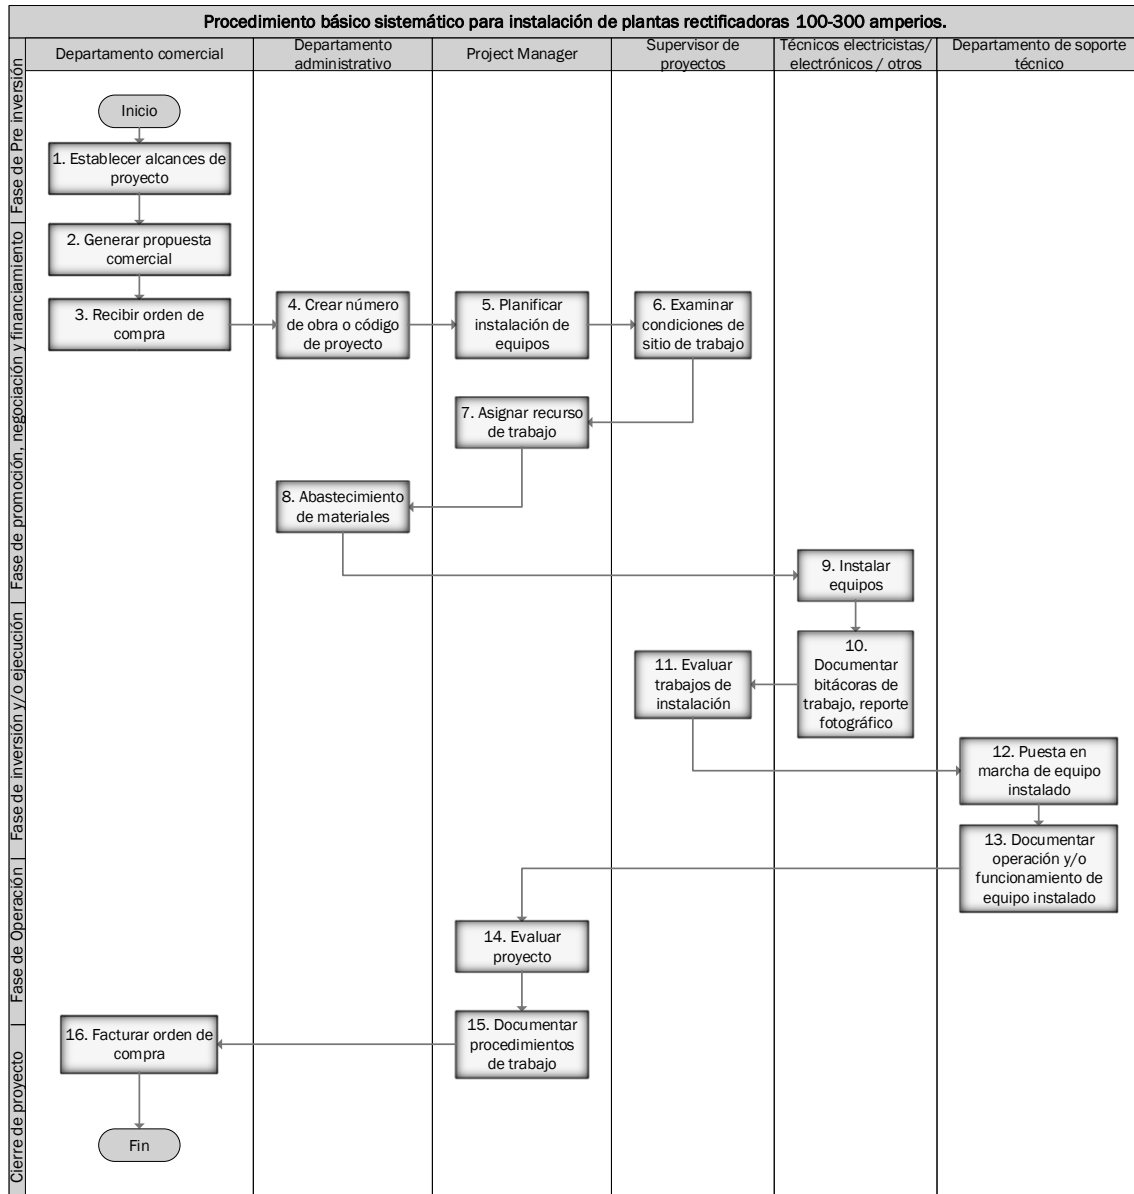 Procedimiento básico sistemático para instalación de plantas rectificadoras 100-300 amperios.
Departamento comercial
Departamento
administrativo
Project Manager
Supervisor de
proyectos
Técnicos electricistas/
electrónicos / otros
Departamento de soporte
técnico
Fase de Pre inversión
Inicio
1. Establecer alcances de
proyecto
Fase de promoción, negociación y financiamiento
2. Generar propuesta
comercial
3. Recibir orden de
compra
4. Crear número
de obra o código
de proyecto
5. Planificar
instalación de
equipos
6. Examinar
condiciones de
sitio de trabajo
7. Asignar recurso
de trabajo
8. Abastecimiento
de materiales
9. Instalar
equipos
Fase de inversión y/o ejecución
10.
Documentar
bitácoras de
trabajo, reporte
fotográfico
11. Evaluar
trabajos de
instalación
12. Puesta en
marcha de equipo
instalado
13. Documentar
operación y/o
funcionamiento de
equipo instalado
Fase de Operación
14. Evaluar
proyecto
15. Documentar
procedimientos
de trabajo
16. Facturar orden de
compra
Cierre de proyecto
Fin